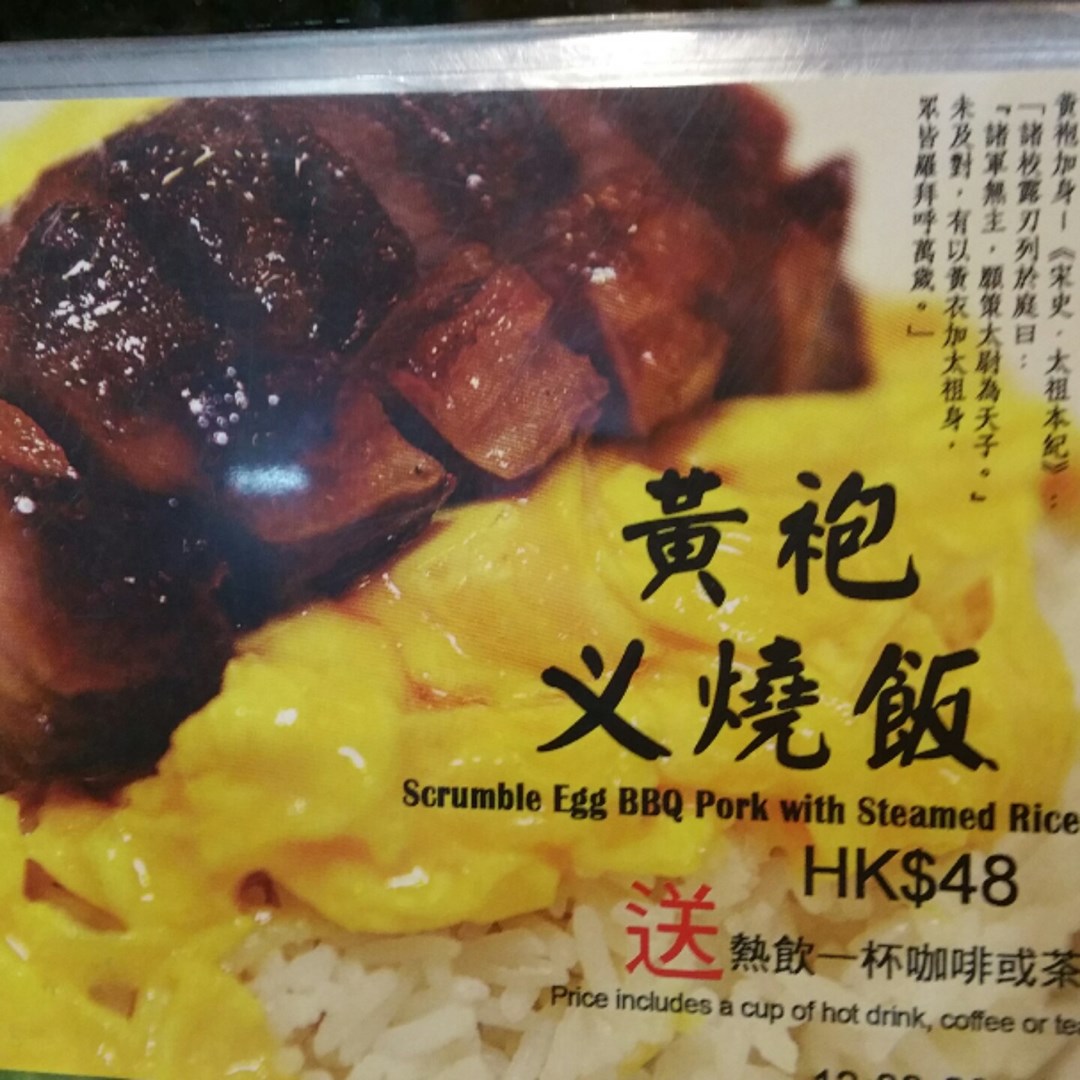 黃袍加身—《宋史．太祖本紀》：
「諸校露刃列於庭曰：
『諸軍無主，願策太尉為天子。』
未及對，有以黃衣加太祖身，
眾皆羅拜呼萬歲。」
黃袍
叉燒飯
Scrumble Egg BBQ Pork with Steamed Rice
HK$48
送熱飲一杯咖啡或茶
Price includes a cup of hot drink, coffee or